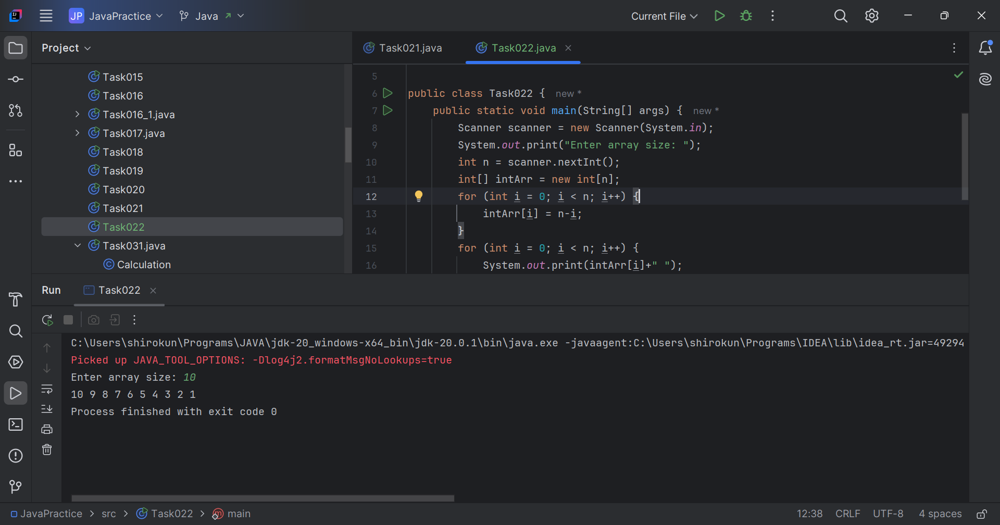 JP JavaPractice Java Current File
Project
Task015
Task016
Task016_1.java
Task017.java
Task018
Task019
Task020
Task021
Task022
Task031.java
Calculation
Task021.java Task022.java
5
6 public class Task022 { new *
7 public static void main(String[] args) { new *
8 Scanner scanner = new Scanner(System.in);
9 System.out.print("Enter array size: ");
10 int n = scanner.nextInt();
11 int[] intArr = new int[n];
12 for (int i = 0; i < n; i++) {
13 intArr[i] = n-i;
14 }
15 for (int i = 0; i < n; i++) {
16 System.out.print(intArr[i]+" ");
Run Task022
C:\Users\shirokun\Programs\JAVA\jdk-20_windows-x64_bin\jdk-20.0.1\bin\java.exe -javaagent:C:\Users\shirokun\Programs\IDEA\lib\idea_rt.jar=49294
Picked up JAVA_TOOL_OPTIONS: -Dlog4j2.formatMsgNoLookups=true
Enter array size: 10
10 9 8 7 6 5 4 3 2 1
Process finished with exit code 0
JavaPractice > src > Task022 > main 12:38 CRLF UTF-8 4 spaces